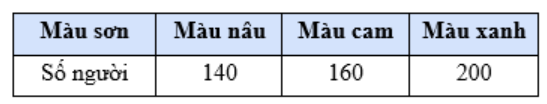 Màu sơn Màu nâu Màu cam Màu xanh
Số người 140 160 200